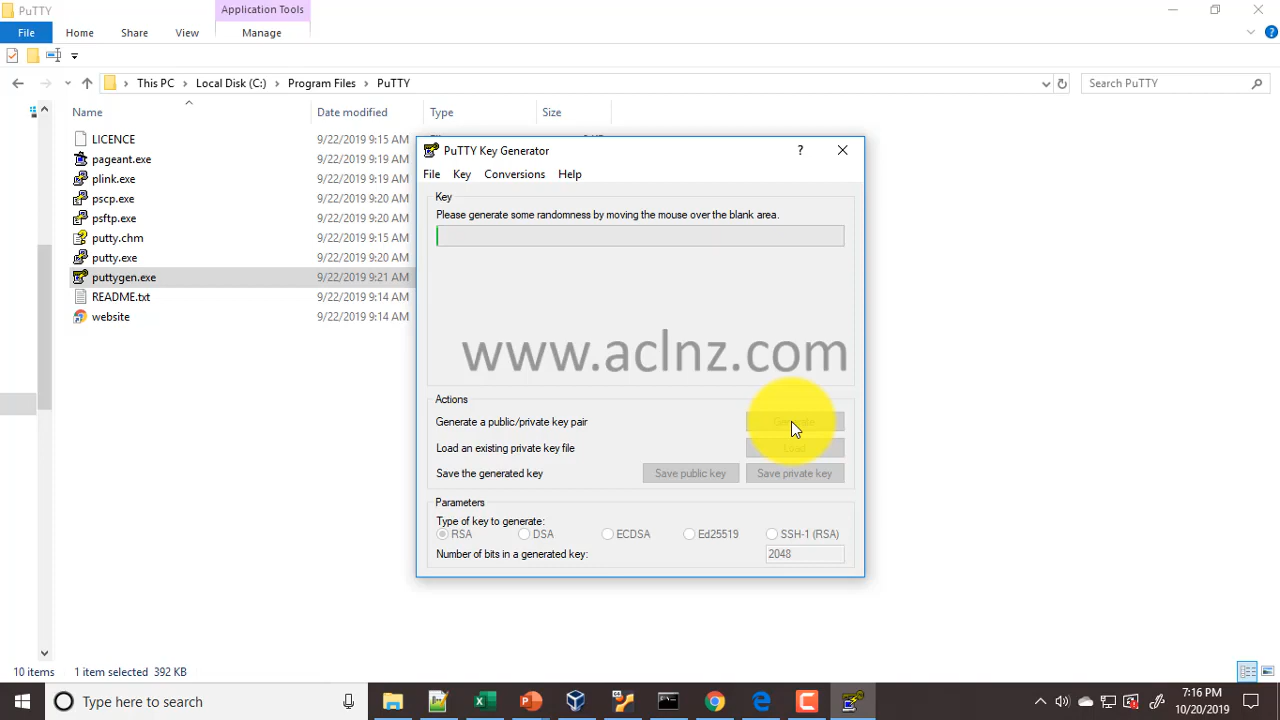 PuTTY
Application Tools
File
Home
Share
View
Manage
This PC
Local Disk (C:)
Program Files
PuTTY
Search PuTTY
Name
Date modified
Type
Size
LICENCE
9/22/2019 9:15 AM
pageant.exe
9/22/2019 9:19 AM
plink.exe
9/22/2019 9:19 AM
pscp.exe
9/22/2019 9:20 AM
psftp.exe
9/22/2019 9:20 AM
putty.chm
9/22/2019 9:15 AM
putty.exe
9/22/2019 9:20 AM
puttygen.exe
9/22/2019 9:21 AM
README.txt
9/22/2019 9:14 AM
website
9/22/2019 9:14 AM
PuTTY Key Generator
?
File
Key
Conversions
Help
Key
Please generate some randomness by moving the mouse over the blank area.
www.aclnz.com
Actions
Generate a public/private key pair
Generate
Load an existing private key file
Load
Save the generated key
Save public key
Save private key
Parameters
Type of key to generate:
RSA
DSA
ECDSA
Ed25519
SSH-1 (RSA)
Number of bits in a generated key:
2048
10 items
1 item selected 392 KB
Type here to search
7:16 PM
10/20/2019